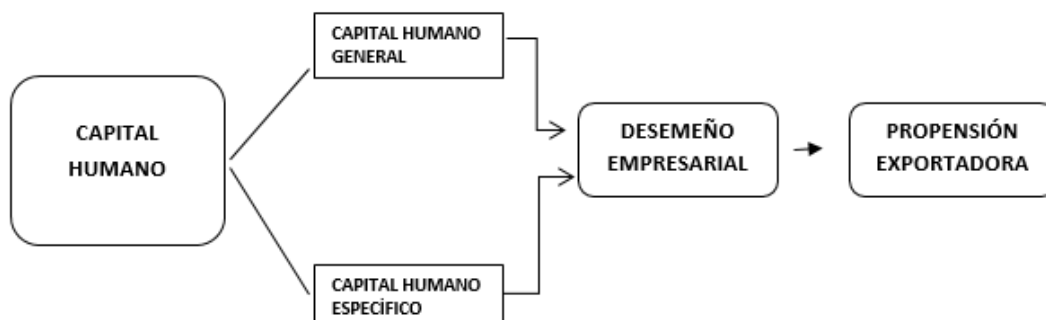 CAPITAL
HUMANO
CAPITAL HUMANO
GENERAL
CAPITAL HUMANO
ESPECÍFICO
DESEMEÑO
EMPRESARIAL
PROPENSIÓN
EXPORTADORA